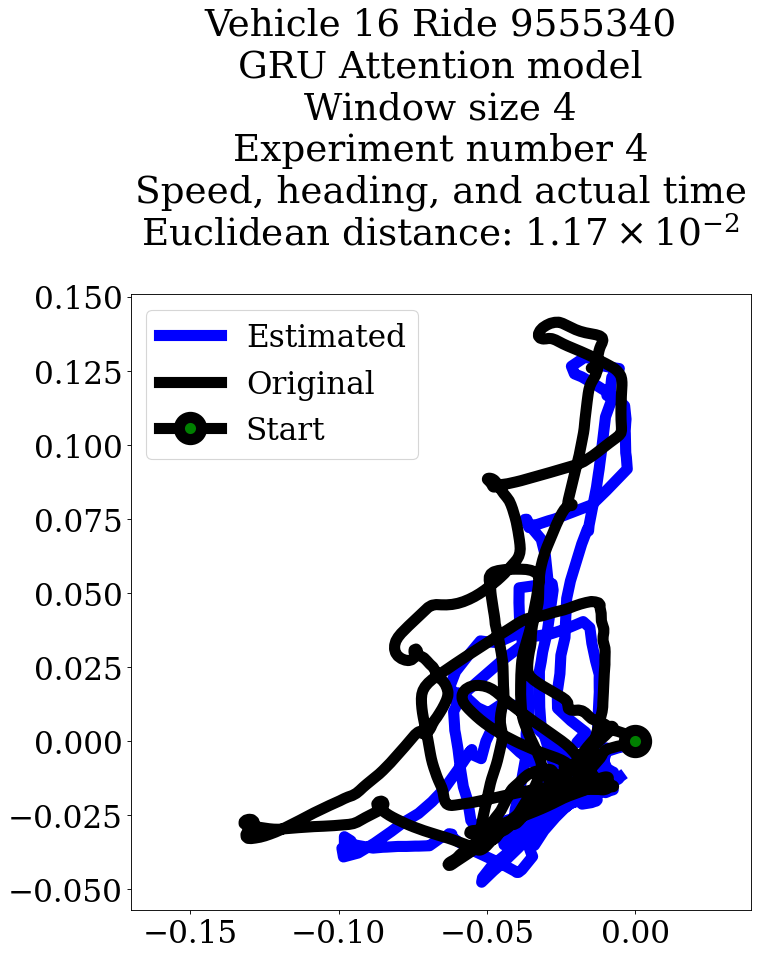 Vehicle 16 Ride 9555340
GRU Attention model
Window size 4
Experiment number 4
Speed, heading, and actual time
Euclidean distance: 1.17 × 10⁻²
0.150
0.125
0.100
0.075
0.050
0.025
0.000
−0.025
−0.050
Estimated
Original
Start
−0.15
−0.10
−0.05
0.00